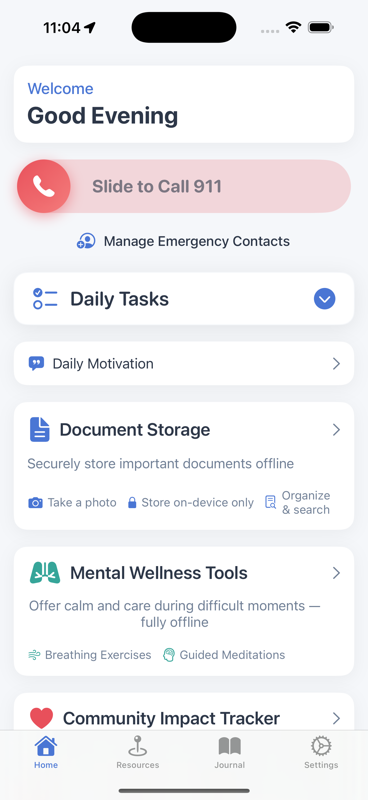 11:04
Welcome
Good Evening
Slide to Call 911
Manage Emergency Contacts
Daily Tasks
Daily Motivation
Document Storage
Securely store important documents offline
Take a photo
Store on-device only
Organize
& search
Mental Wellness Tools
Offer calm and care during difficult moments —
fully offline
Breathing Exercises
Guided Meditations
Community Impact Tracker
Home
Resources
Journal
Settings